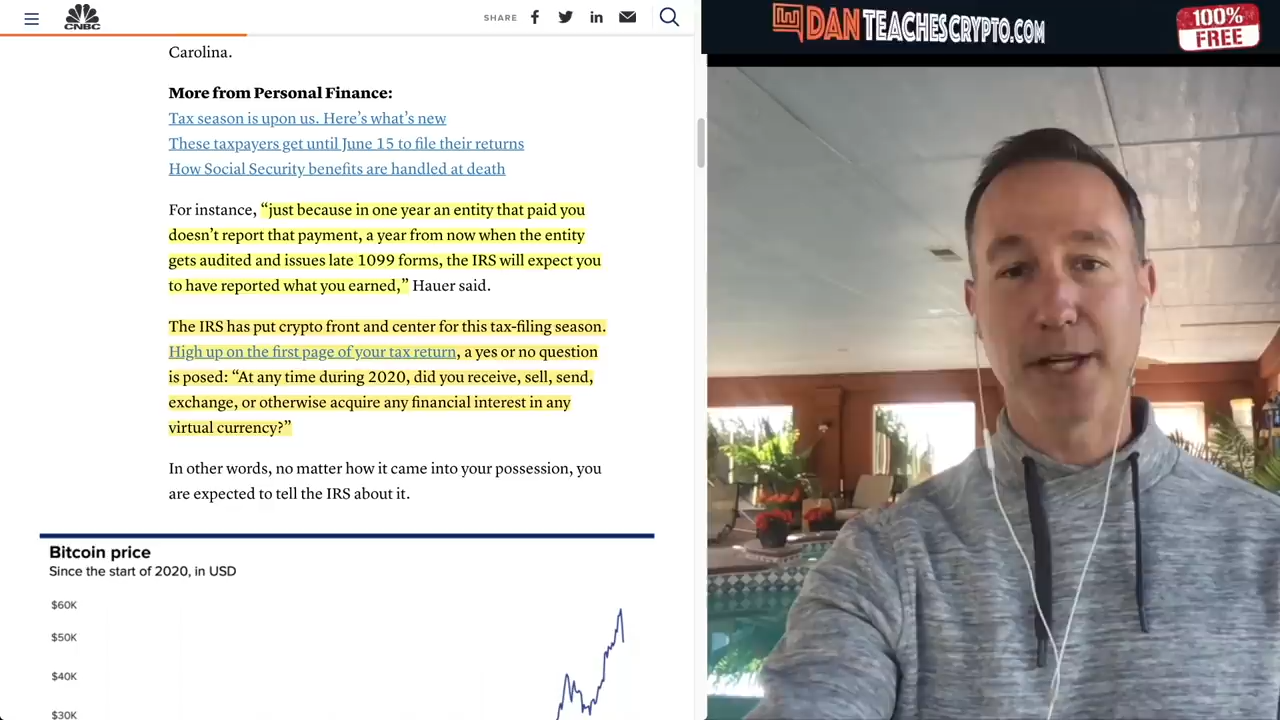 CNBC
SHARE
Carolina.
More from Personal Finance:
Tax season is upon us. Here’s what’s new
These taxpayers get until June 15 to file their returns
How Social Security benefits are handled at death
For instance, “just because in one year an entity that paid you
doesn’t report that payment, a year from now when the entity
gets audited and issues late 1099 forms, the IRS will expect you
to have reported what you earned,” Hauer said.
The IRS has put crypto front and center for this tax-filing season.
High up on the first page of your tax return, a yes or no question
is posed: “At any time during 2020, did you receive, sell, send,
exchange, or otherwise acquire any financial interest in any
virtual currency?”
In other words, no matter how it came into your possession, you
are expected to tell the IRS about it.
Bitcoin price
Since the start of 2020, in USD
$60K
$50K
$40K
$30K
DANTEACHESCRYPTO.COM
100%
FREE